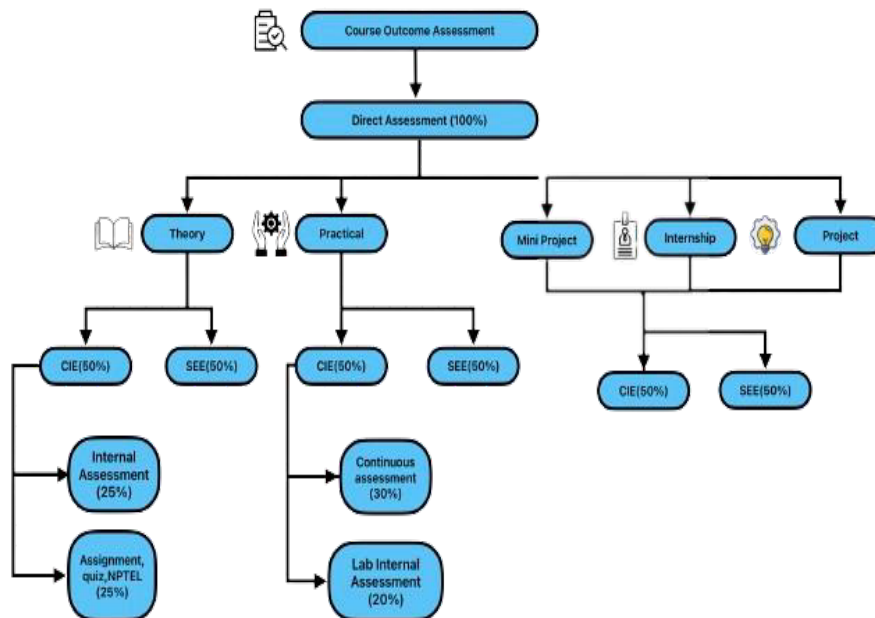 Course Outcome Assessment
Direct Assessment (100%)
Theory
Practical
Mini Project
Internship
Project
CIE(50%)
SEE(50%)
CIE(50%)
SEE(50%)
CIE(50%)
SEE(50%)
Internal
Assessment
(25%)
Continuous
assessment
(30%)
Assignment,
quiz,NPTEL
(25%)
Lab Internal
Assessment
(20%)